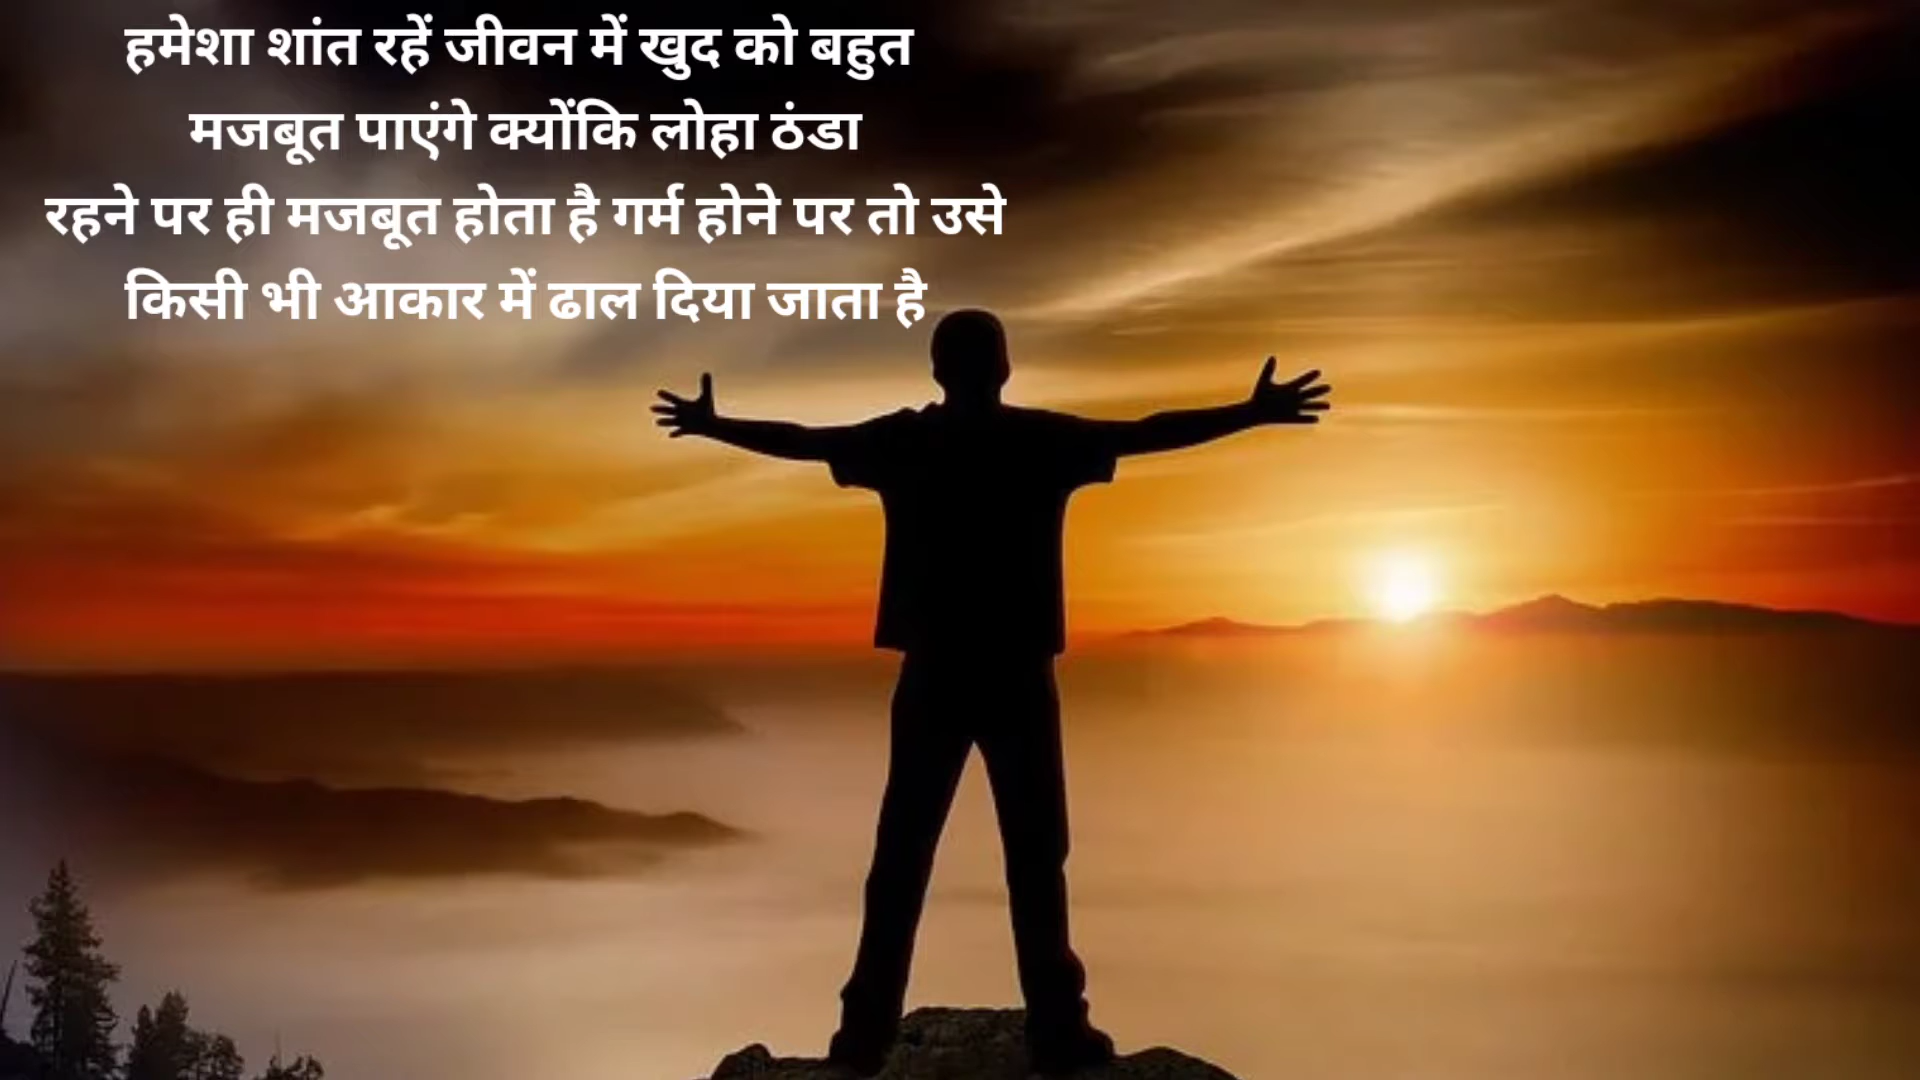 हमेशा शांत रहें जीवन में खुद को बहुत
मजबूत पाएंगे क्योंकि लोहा ठंडा
रहने पर ही मजबूत होता है गर्म होने पर तो उसे
किसी भी आकार में ढाल दिया जाता है